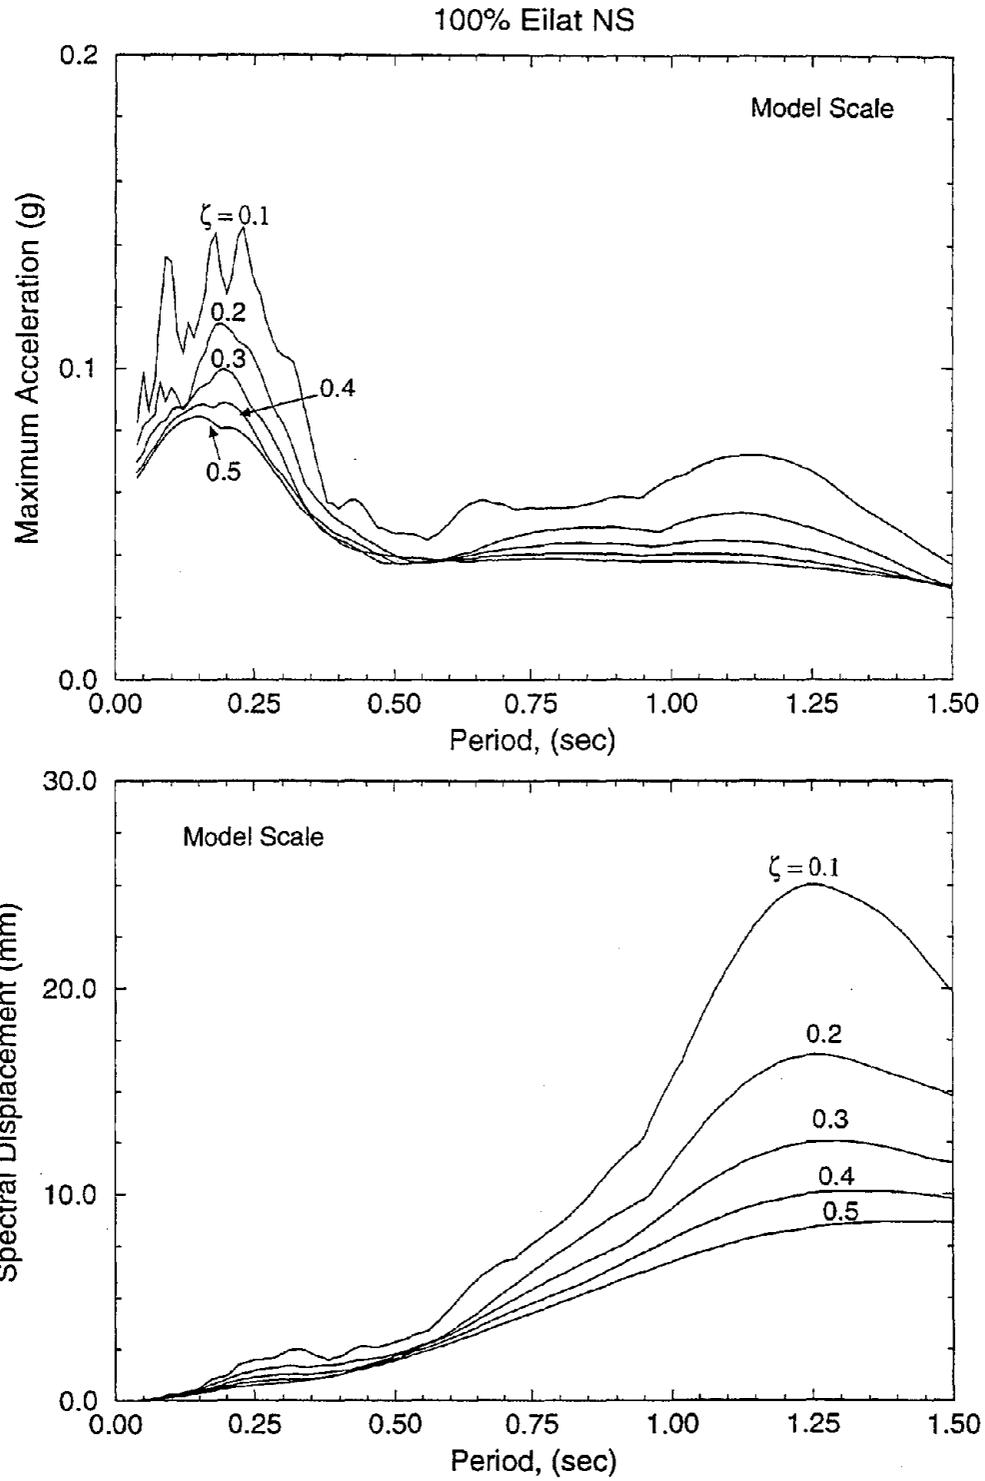 100% Eilat NS
0.2
Model Scale
ζ = 0.1
0.2
0.3
0.4
0.5
0.1
0.0
Maximum Acceleration (g)
0.00 0.25 0.50 0.75 1.00 1.25 1.50
Period, (sec)
30.0
Model Scale
ζ = 0.1
20.0
0.2
0.3
0.4
0.5
10.0
0.0
Spectral Displacement (mm)
0.00 0.25 0.50 0.75 1.00 1.25 1.50
Period, (sec)